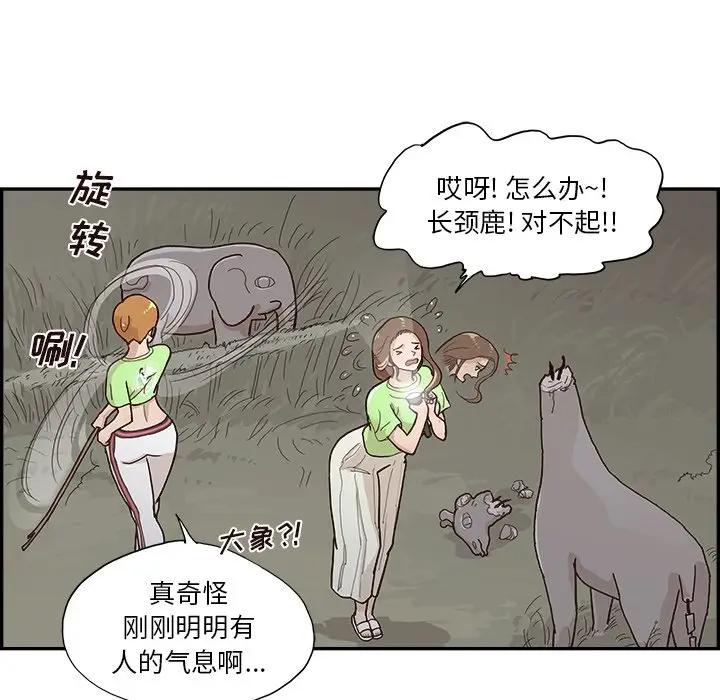 哎呀! 怎么办~!
长颈鹿! 对不起!!
旋
转
唰!
大象?!
真奇怪
刚刚明明有
人的气息啊...